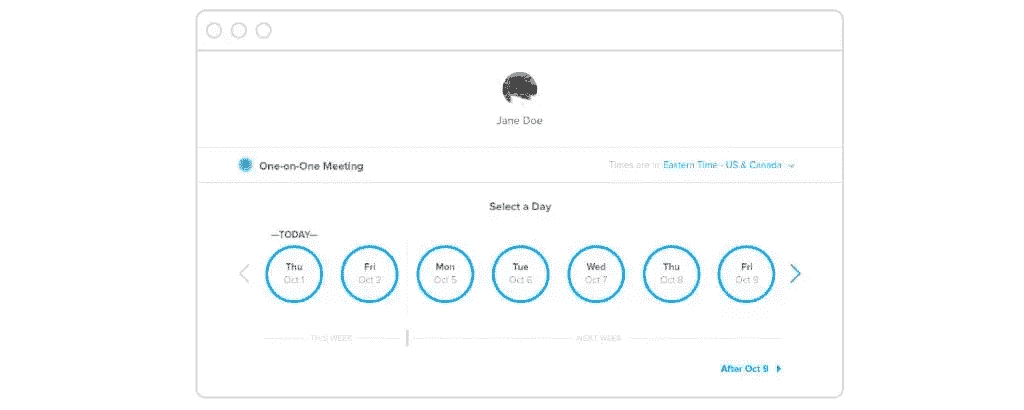 Jane Doe
One-on-One Meeting
Times are in Eastern Time - US & Canada
Select a Day
—TODAY—
Thu Fri Mon Tue Wed Thu Fri
Oct 1 Oct 2 Oct 5 Oct 6 Oct 7 Oct 8 Oct 9
THIS WEEK NEXT WEEK
After Oct 9